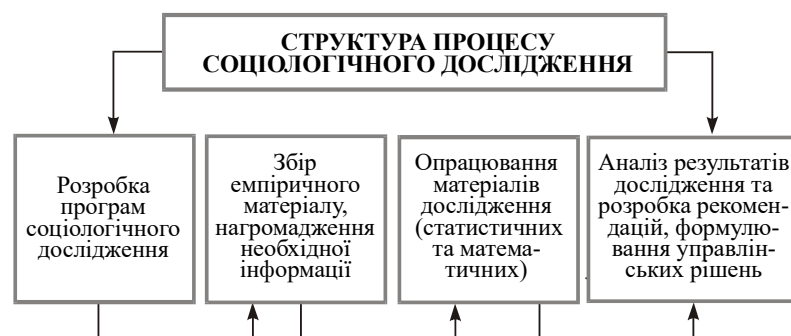 СТРУКТУРА ПРОЦЕСУ
СОЦІОЛОГІЧНОГО ДОСЛІДЖЕННЯ
Розробка
програм
соціологічного
дослідження
Збір
емпіричного
матеріалу,
нагромадження
необхідної
інформації
Опрацювання
матеріалів
дослідження
(статистичних
та матема-
тичних)
Аналіз результатів
дослідження та
розробка рекомен-
дацій, формулю-
вання управлін-
ських рішень